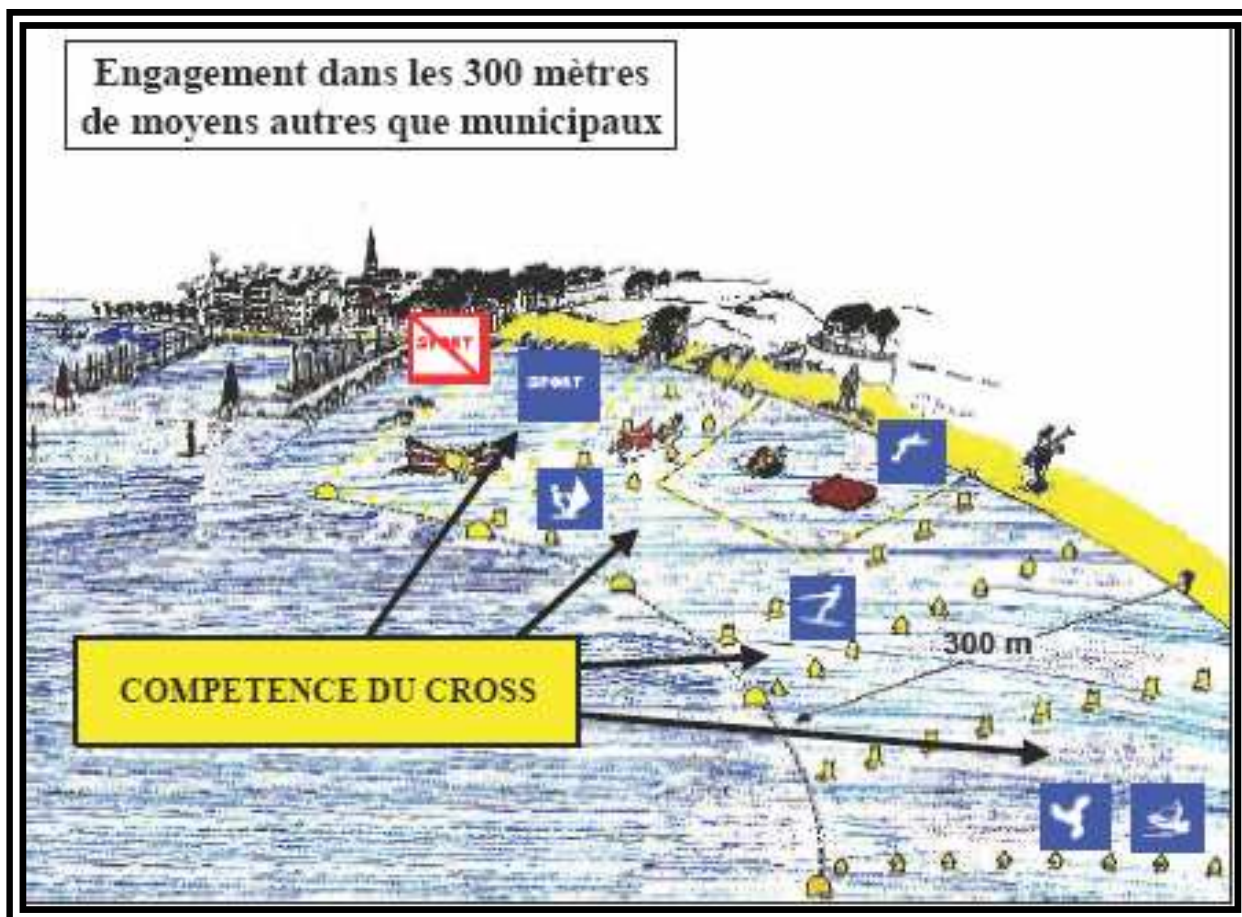 Engagement dans les 300 mètres
de moyens autres que municipaux
SPORT
SPORT
300 m
COMPETENCE DU CROSS